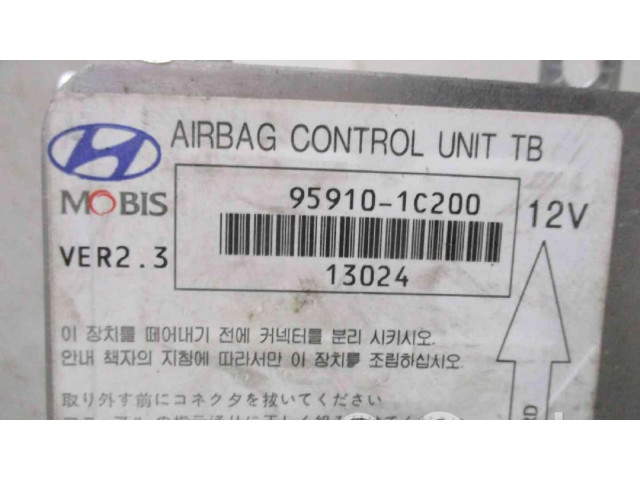 AIRBAG CONTROL UNIT TB
MOBIS
95910-1C200
12V
VER2.3
13024
이 장치를 떼어내기 전에 커넥터를 분리 시키시오.
안내 책자의 지침에 따라서만 이 장치를 조립하십시오.
取り外す前にコネクタを抜いてください